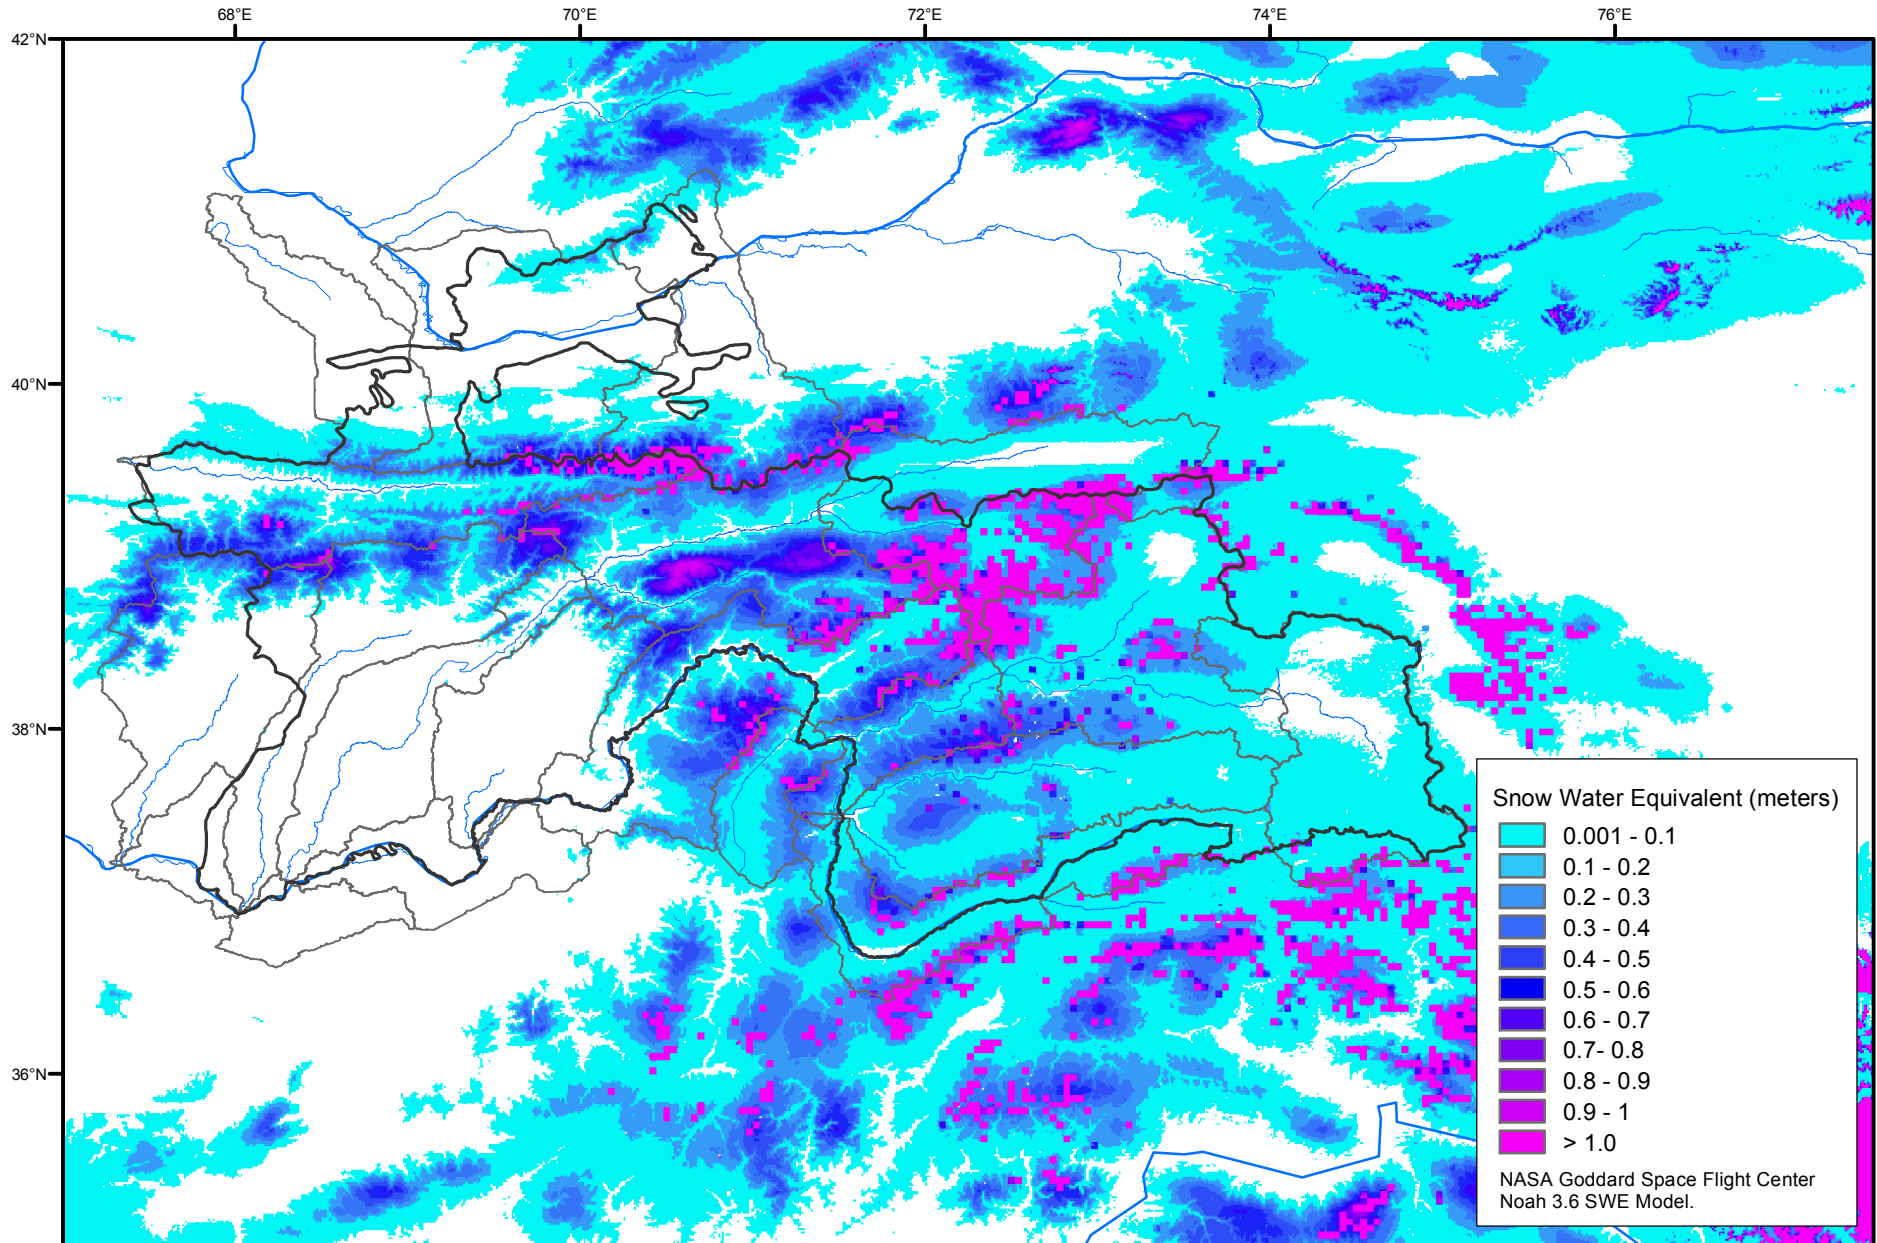 68°E 70°E 72°E 74°E 76°E
42°N
40°N
38°N
36°N
Snow Water Equivalent (meters)
0.001 - 0.1
0.1 - 0.2
0.2 - 0.3
0.3 - 0.4
0.4 - 0.5
0.5 - 0.6
0.6 - 0.7
0.7- 0.8
0.8 - 0.9
0.9 - 1
> 1.0
NASA Goddard Space Flight Center
Noah 3.6 SWE Model.